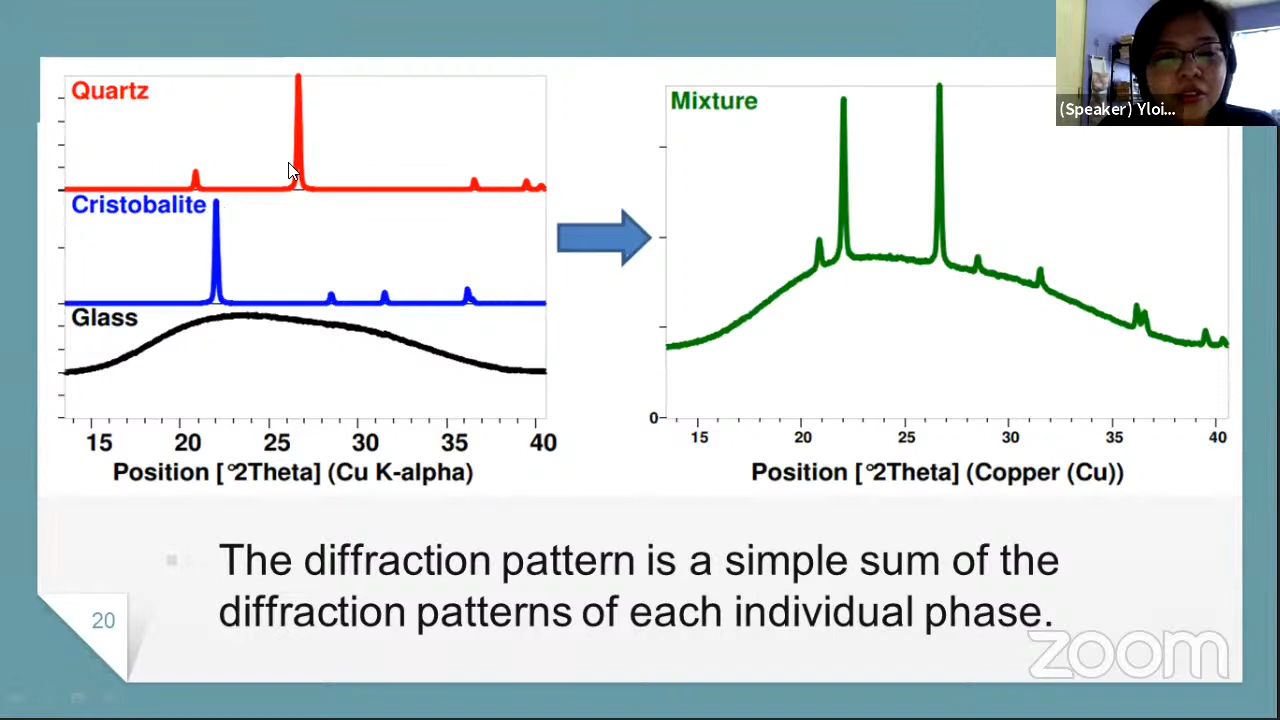 (Speaker) Yloi...
Quartz
Cristobalite
Glass
15 20 25 30 35 40
Position [°2Theta] (Cu K-alpha)
Mixture
0
15 20 25 30 35 40
Position [°2Theta] (Copper (Cu))
The diffraction pattern is a simple sum of the
diffraction patterns of each individual phase.
20
zoom